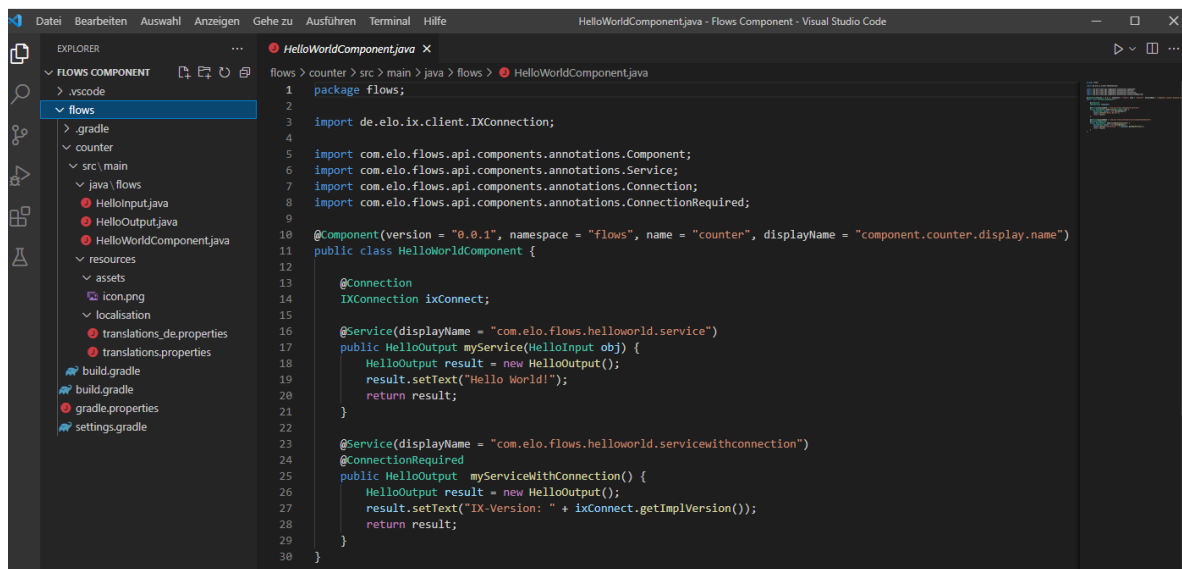 Datei Bearbeiten Auswahl Anzeigen Gehe zu Ausführen Terminal Hilfe HelloWorldComponent.java - Flows Component - Visual Studio Code
EXPLORER
FLOWS COMPONENT
.vscode
flows
.gradle
counter
src\main
java\flows
HelloInput.java
HelloOutput.java
HelloWorldComponent.java
resources
assets
icon.png
localisation
translations_de.properties
translations.properties
build.gradle
build.gradle
gradle.properties
settings.gradle
HelloWorldComponent.java
flows > counter > src > main > java > flows > HelloWorldComponent.java
1 package flows;
2
3 import de.elo.ix.client.IXConnection;
4
5 import com.elo.flows.api.components.annotations.Component;
6 import com.elo.flows.api.components.annotations.Service;
7 import com.elo.flows.api.components.annotations.Connection;
8 import com.elo.flows.api.components.annotations.ConnectionRequired;
9
10 @Component(version = "0.0.1", namespace = "flows", name = "counter", displayName = "component.counter.display.name")
11 public class HelloWorldComponent {
12
13 @Connection
14 IXConnection ixConnect;
15
16 @Service(displayName = "com.elo.flows.helloworld.service")
17 public HelloOutput myService(HelloInput obj) {
18 HelloOutput result = new HelloOutput();
19 result.setText("Hello World!");
20 return result;
21 }
22
23 @Service(displayName = "com.elo.flows.helloworld.servicewithconnection")
24 @ConnectionRequired
25 public HelloOutput myServiceWithConnection() {
26 HelloOutput result = new HelloOutput();
27 result.setText("IX-Version: " + ixConnect.getImplVersion());
28 return result;
29 }
30 }